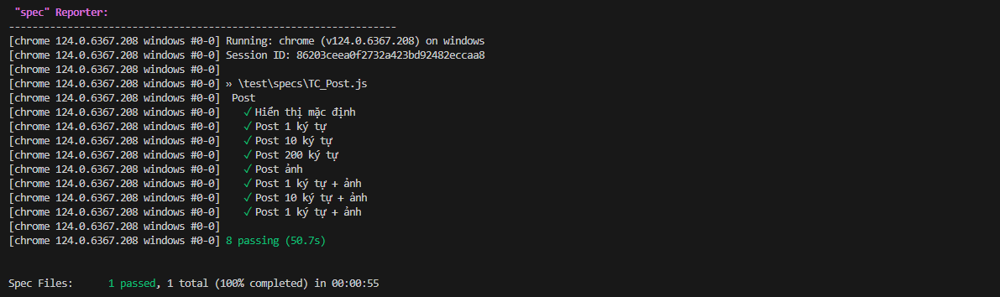 "spec" Reporter:
------------------------------------------------------------------
[chrome 124.0.6367.208 windows #0-0] Running: chrome (v124.0.6367.208) on windows
[chrome 124.0.6367.208 windows #0-0] Session ID: 86203ceea0f2732a423bd92482eccaa8
[chrome 124.0.6367.208 windows #0-0]
[chrome 124.0.6367.208 windows #0-0] » \test\specs\TC_Post.js
[chrome 124.0.6367.208 windows #0-0] Post
[chrome 124.0.6367.208 windows #0-0] ✓ Hiển thị mặc định
[chrome 124.0.6367.208 windows #0-0] ✓ Post 1 ký tự
[chrome 124.0.6367.208 windows #0-0] ✓ Post 10 ký tự
[chrome 124.0.6367.208 windows #0-0] ✓ Post 200 ký tự
[chrome 124.0.6367.208 windows #0-0] ✓ Post ảnh
[chrome 124.0.6367.208 windows #0-0] ✓ Post 1 ký tự + ảnh
[chrome 124.0.6367.208 windows #0-0] ✓ Post 10 ký tự + ảnh
[chrome 124.0.6367.208 windows #0-0] ✓ Post 1 ký tự + ảnh
[chrome 124.0.6367.208 windows #0-0]
[chrome 124.0.6367.208 windows #0-0] 8 passing (50.7s)
Spec Files: 1 passed, 1 total (100% completed) in 00:00:55